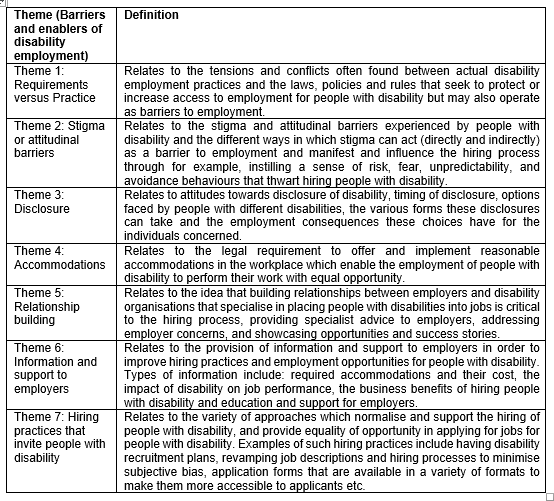 Theme (Barriers
and enablers of
disability
employment)
Definition
Theme 1:
Requirements
versus Practice
Relates to the tensions and conflicts often found between actual disability
employment practices and the laws, policies and rules that seek to protect or
increase access to employment for people with disability but may also operate
as barriers to employment.
Theme 2: Stigma
or attitudinal
barriers
Relates to the stigma and attitudinal barriers experienced by people with
disability and the different ways in which stigma can act (directly and indirectly)
as a barrier to employment and manifest and influence the hiring process
through for example, instilling a sense of risk, fear, unpredictability, and
avoidance behaviours that thwart hiring people with disability.
Theme 3:
Disclosure
Relates to attitudes towards disclosure of disability, timing of disclosure, options
faced by people with different disabilities, the various forms these disclosures
can take and the employment consequences these choices have for the
individuals concerned.
Theme 4:
Accommodations
Relates to the legal requirement to offer and implement reasonable
accommodations in the workplace which enable the employment of people with
disability to perform their work with equal opportunity.
Theme 5:
Relationship
building
Relates to the idea that building relationships between employers and disability
organisations that specialise in placing people with disabilities into jobs is critical
to the hiring process, providing specialist advice to employers, addressing
employer concerns, and showcasing opportunities and success stories.
Theme 6:
Information and
support to
employers
Relates to the provision of information and support to employers in order to
improve hiring practices and employment opportunities for people with disability.
Types of information include: required accommodations and their cost, the
impact of disability on job performance, the business benefits of hiring people
with disability and education and support for employers.
Theme 7: Hiring
practices that
invite people with
disability
Relates to the variety of approaches which normalise and support the hiring of
people with disability, and provide equality of opportunity in applying for jobs for
people with disability. Examples of such hiring practices include having disability
recruitment plans, revamping job descriptions and hiring processes to minimise
subjective bias, application forms that are available in a variety of formats to
make them more accessible to applicants etc.